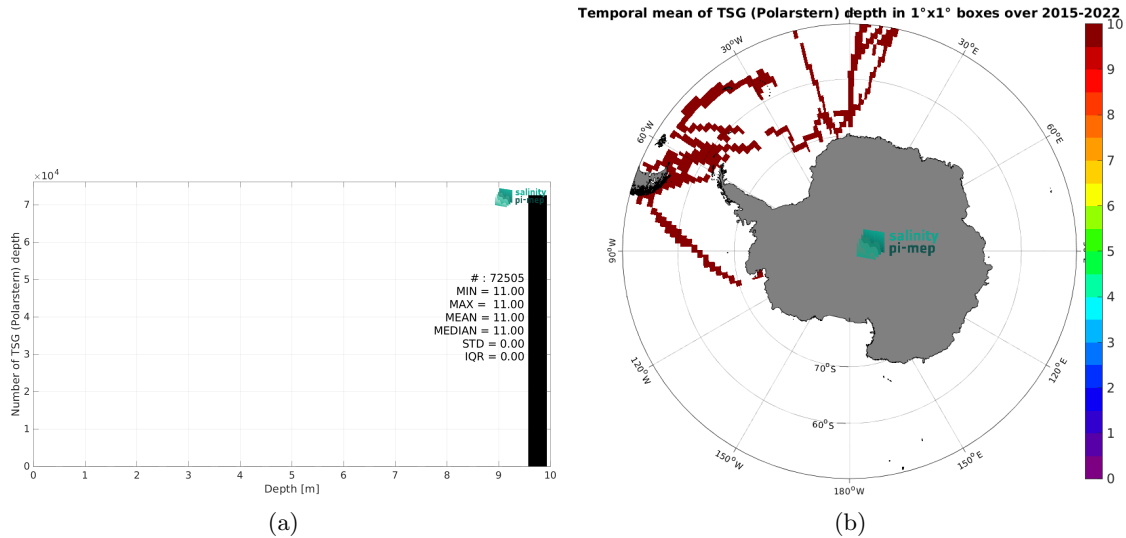 Temporal mean of TSG (Polarstern) depth in 1°x1° boxes over 2015-2022
×10⁴
7
6
5
4
3
2
1
0
Number of TSG (Polarstern) depth
salinity
pi-mep
# : 72505
MIN = 11.00
MAX = 11.00
MEAN = 11.00
MEDIAN = 11.00
STD = 0.00
IQR = 0.00
0 1 2 3 4 5 6 7 8 9 10
Depth [m]
(a)
30°W
30°E
60°W
60°E
90°W
salinity
pi-mep
120°W
120°E
70°S
60°S
150°W
150°E
180°W
10
9
8
7
6
5
4
3
2
1
0
(b)